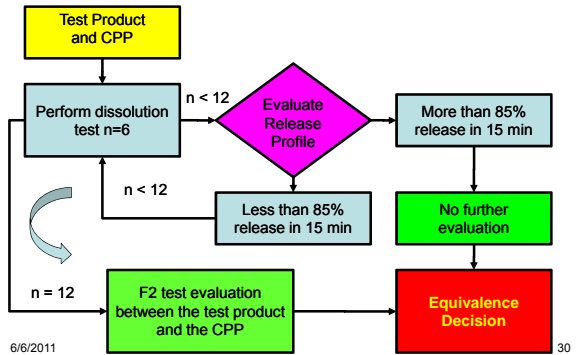 Test Product
and CPP
Perform dissolution
test n=6
n < 12
Evaluate
Release
Profile
More than 85%
release in 15 min
n < 12
Less than 85%
release in 15 min
No further
evaluation
n = 12
F2 test evaluation
between the test product
and the CPP
Equivalence
Decision
6/6/2011
30